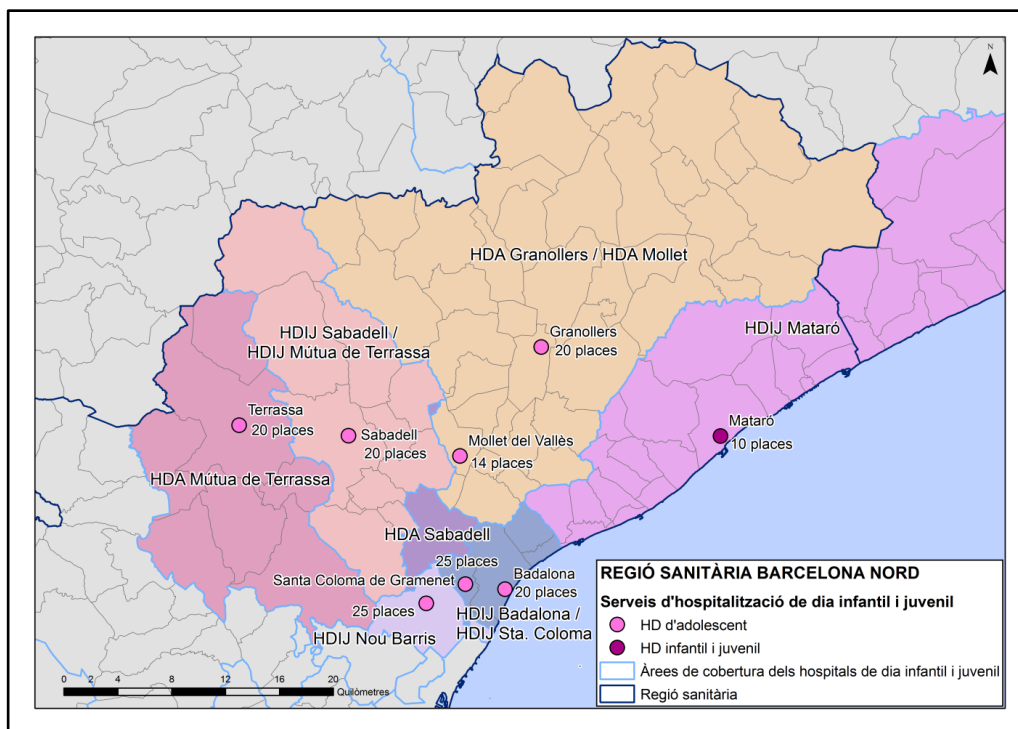 N
HDA Granollers / HDA Mollet
HDIJ Mataró
HDIJ Sabadell /
HDIJ Mútua de Terrassa
Granollers
20 places
Terrassa
20 places
Sabadell
20 places
Mollet del Vallès
14 places
Mataró
10 places
HDA Mútua de Terrassa
HDA Sabadell
25 places
Santa Coloma de Gramenet
Badalona
20 places
25 places
HDIJ Badalona /
HDIJ Sta. Coloma
HDIJ Nou Barris
0 4 8 12 16 20
Quilòmetres
REGIÓ SANITÀRIA BARCELONA NORD
Serveis d'hospitalització de dia infantil i juvenil
HD d'adolescent
HD infantil i juvenil
Àrees de cobertura dels hospitals de dia infantil i juvenil
Regió sanitària